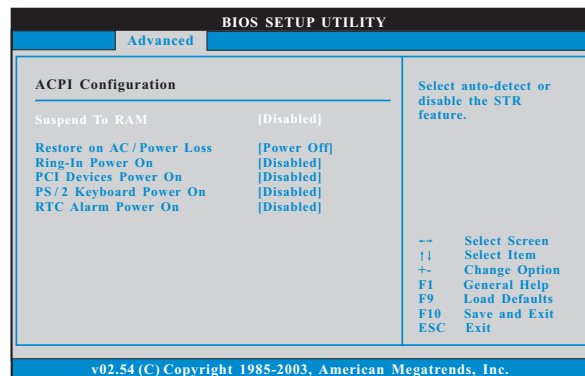 BIOS SETUP UTILITY
Advanced
ACPI Configuration
Suspend To RAM [Disabled]
Restore on AC / Power Loss [Power Off]
Ring-In Power On [Disabled]
PCI Devices Power On [Disabled]
PS / 2 Keyboard Power On [Disabled]
RTC Alarm Power On [Disabled]
Select auto-detect or
disable the STR
feature.
←→ Select Screen
↑↓ Select Item
+- Change Option
F1 General Help
F9 Load Defaults
F10 Save and Exit
ESC Exit
v02.54 (C) Copyright 1985-2003, American Megatrends, Inc.